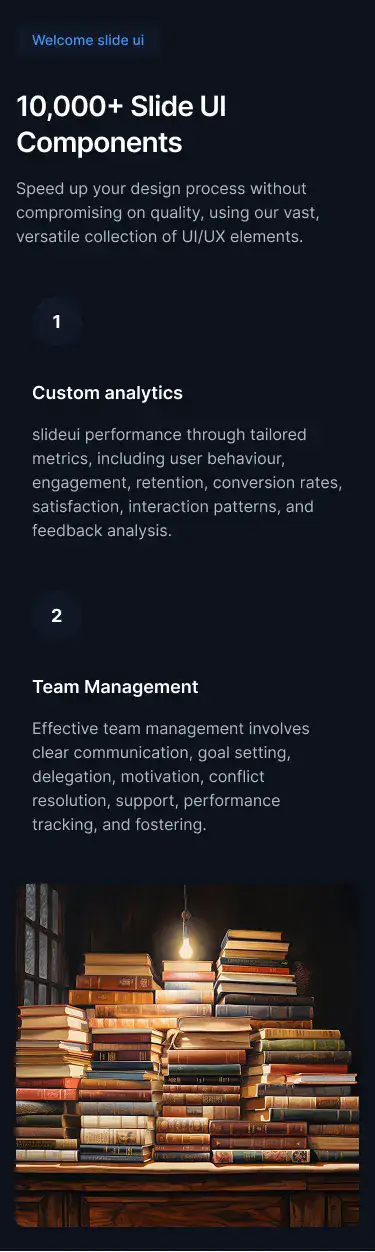 Welcome slide ui
10,000+ Slide UI
Components
Speed up your design process without
compromising on quality, using our vast,
versatile collection of UI/UX elements.
1
Custom analytics
slideui performance through tailored
metrics, including user behaviour,
engagement, retention, conversion rates,
satisfaction, interaction patterns, and
feedback analysis.
2
Team Management
Effective team management involves
clear communication, goal setting,
delegation, motivation, conflict
resolution, support, performance
tracking, and fostering.